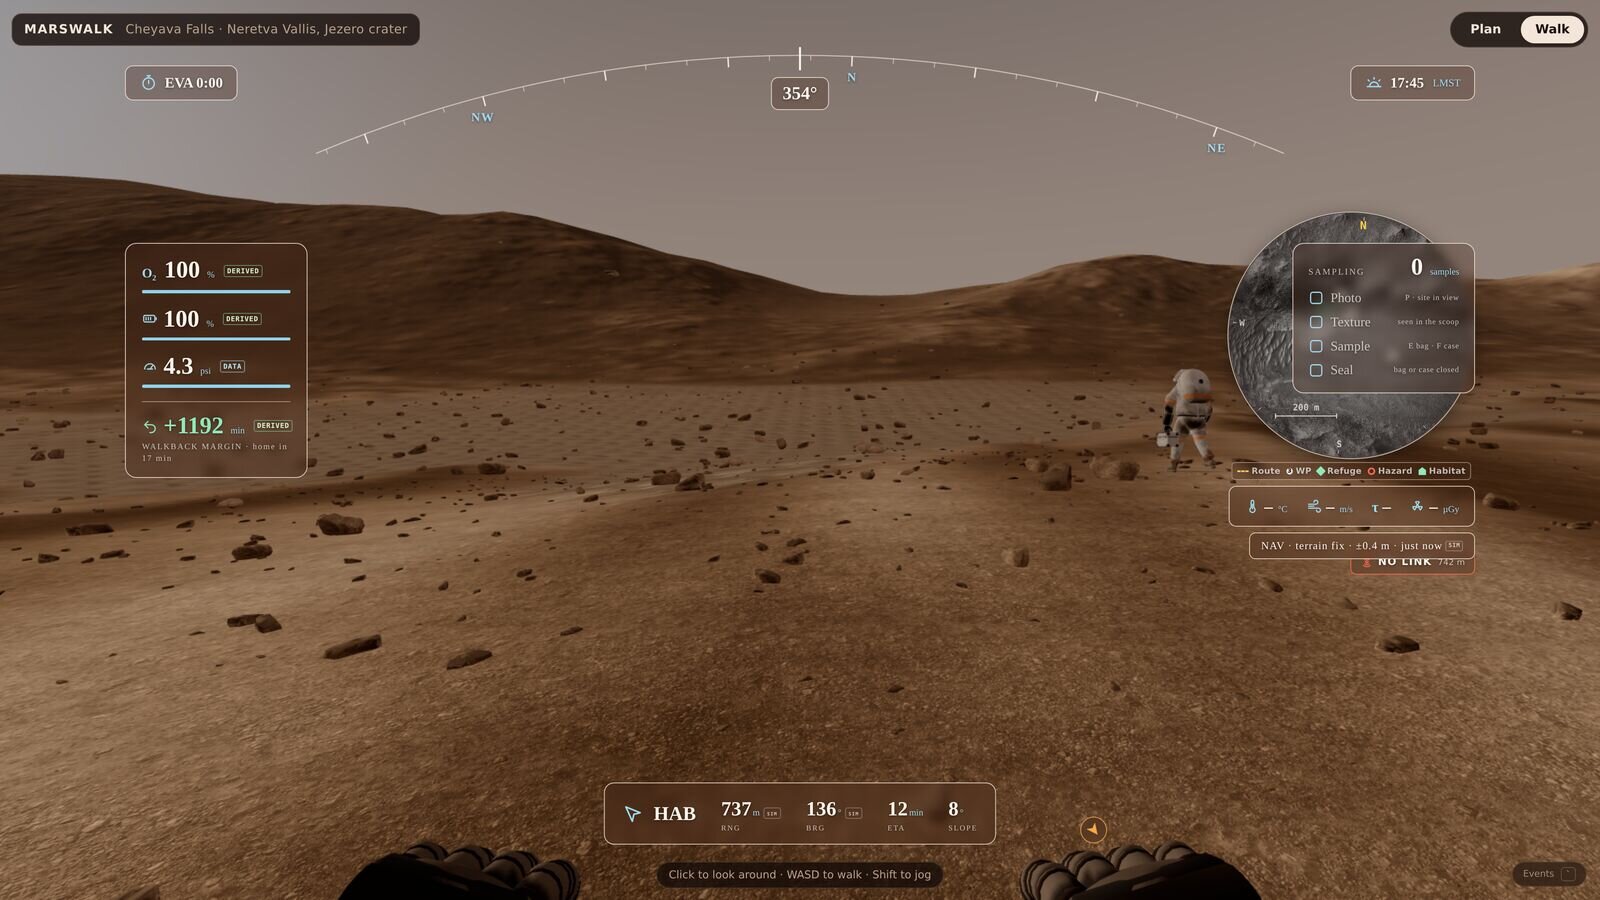 MARSWALK Cheyava Falls · Neretva Vallis, Jezero crater
Plan Walk
EVA 0:00
N
354°
17:45 LMST
NW
NE
O₂ 100 % DERIVED
100 % DERIVED
4.3 psi DATA
+1192 min DERIVED
WALKBACK MARGIN · home in
17 min
N
W
SAMPLING 0 samples
Photo P · site in view
Texture seen in the scoop
Sample E bag · F case
Seal bag or case closed
200 m
S
Route WP Refuge Hazard Habitat
— °C — m/s τ — — µGy
NAV · terrain fix · ±0.4 m · just now SIM
NO LINK 742 m
HAB
737 m SIM
RNG
136° SIM
BRG
12 min
ETA
8°
SLOPE
Click to look around · WASD to walk · Shift to jog
Events `